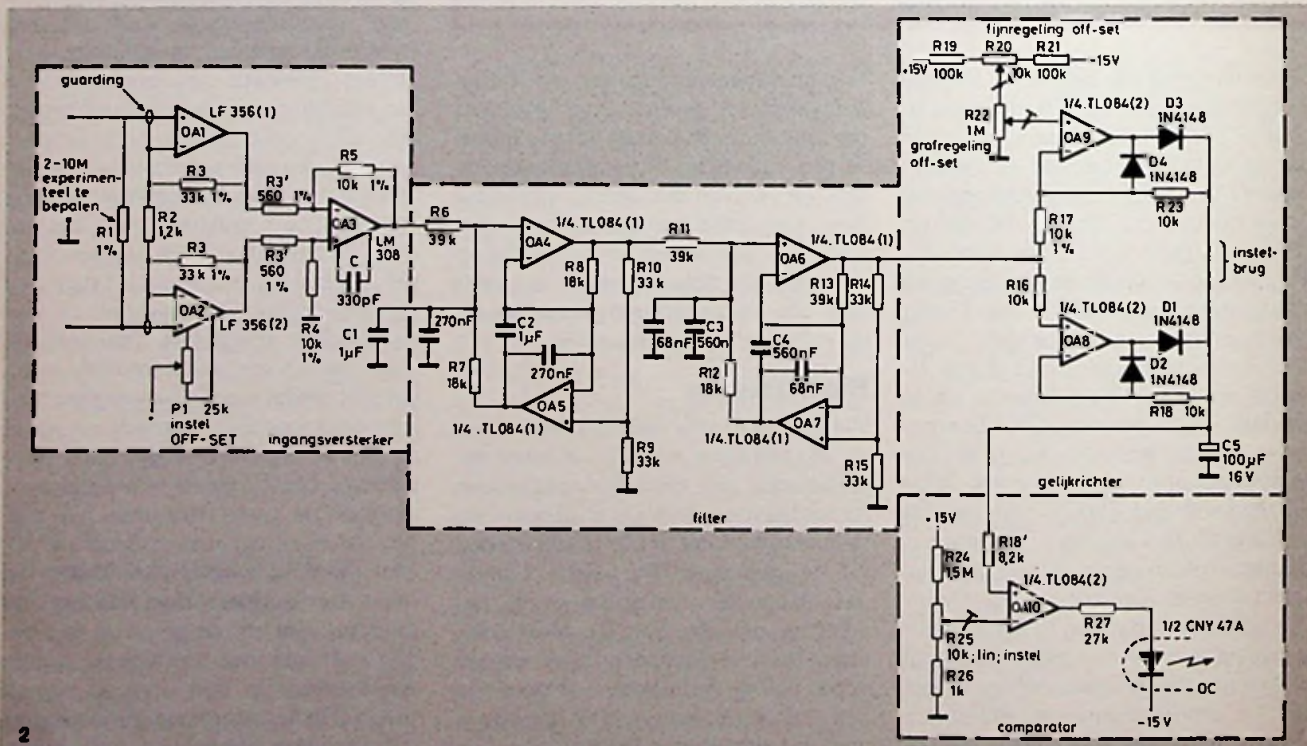 guarding
LF 356(1)
OA1
2-10M
experimen-
teel te
bepalen
R1
1%
R2
1,2k
R3
33k 1%
R3'
560 1%
R5
10k 1%
OA3
LM
308
C
330pF
R3
33k 1%
R3'
560
1%
OA2
LF 356(2)
R4
10k
1%
P1 25k
instel
OFF-SET
ingangsversterker
R6
39k
1/4.TL084(1)
OA4
R8
18k
R10
33k
C1
1µF
270nF
C2
1µF
R7
18k
270nF
OA5
1/4.TL084(1)
R9
33k
R11
39k
1/4.TL084(1)
OA6
R13
39k
R14
33k
68nF
C3
560n
C4
560nF
R12
18k
68nF
OA7
1/4.TL084(1)
R15
33k
filter
fijnregeling off-set
R19
100k
R20
10k
R21
100k
+15V
-15V
R22
1M
grofregeling
off-set
1/4.TL084(2)
OA9
D3
1N4148
D4
1N4148
R23
10k
R17
10k
1%
instel-
brug
R16
10k
1/4.TL084(2)
OA8
D1
1N4148
D2
1N4148
R18 10k
C5
100µF
16V
gelijkrichter
+15V
R24
1,5M
R18'
8,2k
1/4.TL084(2)
OA10
R25
10k; lin; instel
R26
1k
R27
27k
1/2 CNY 47A
OC
-15V
comparator
2